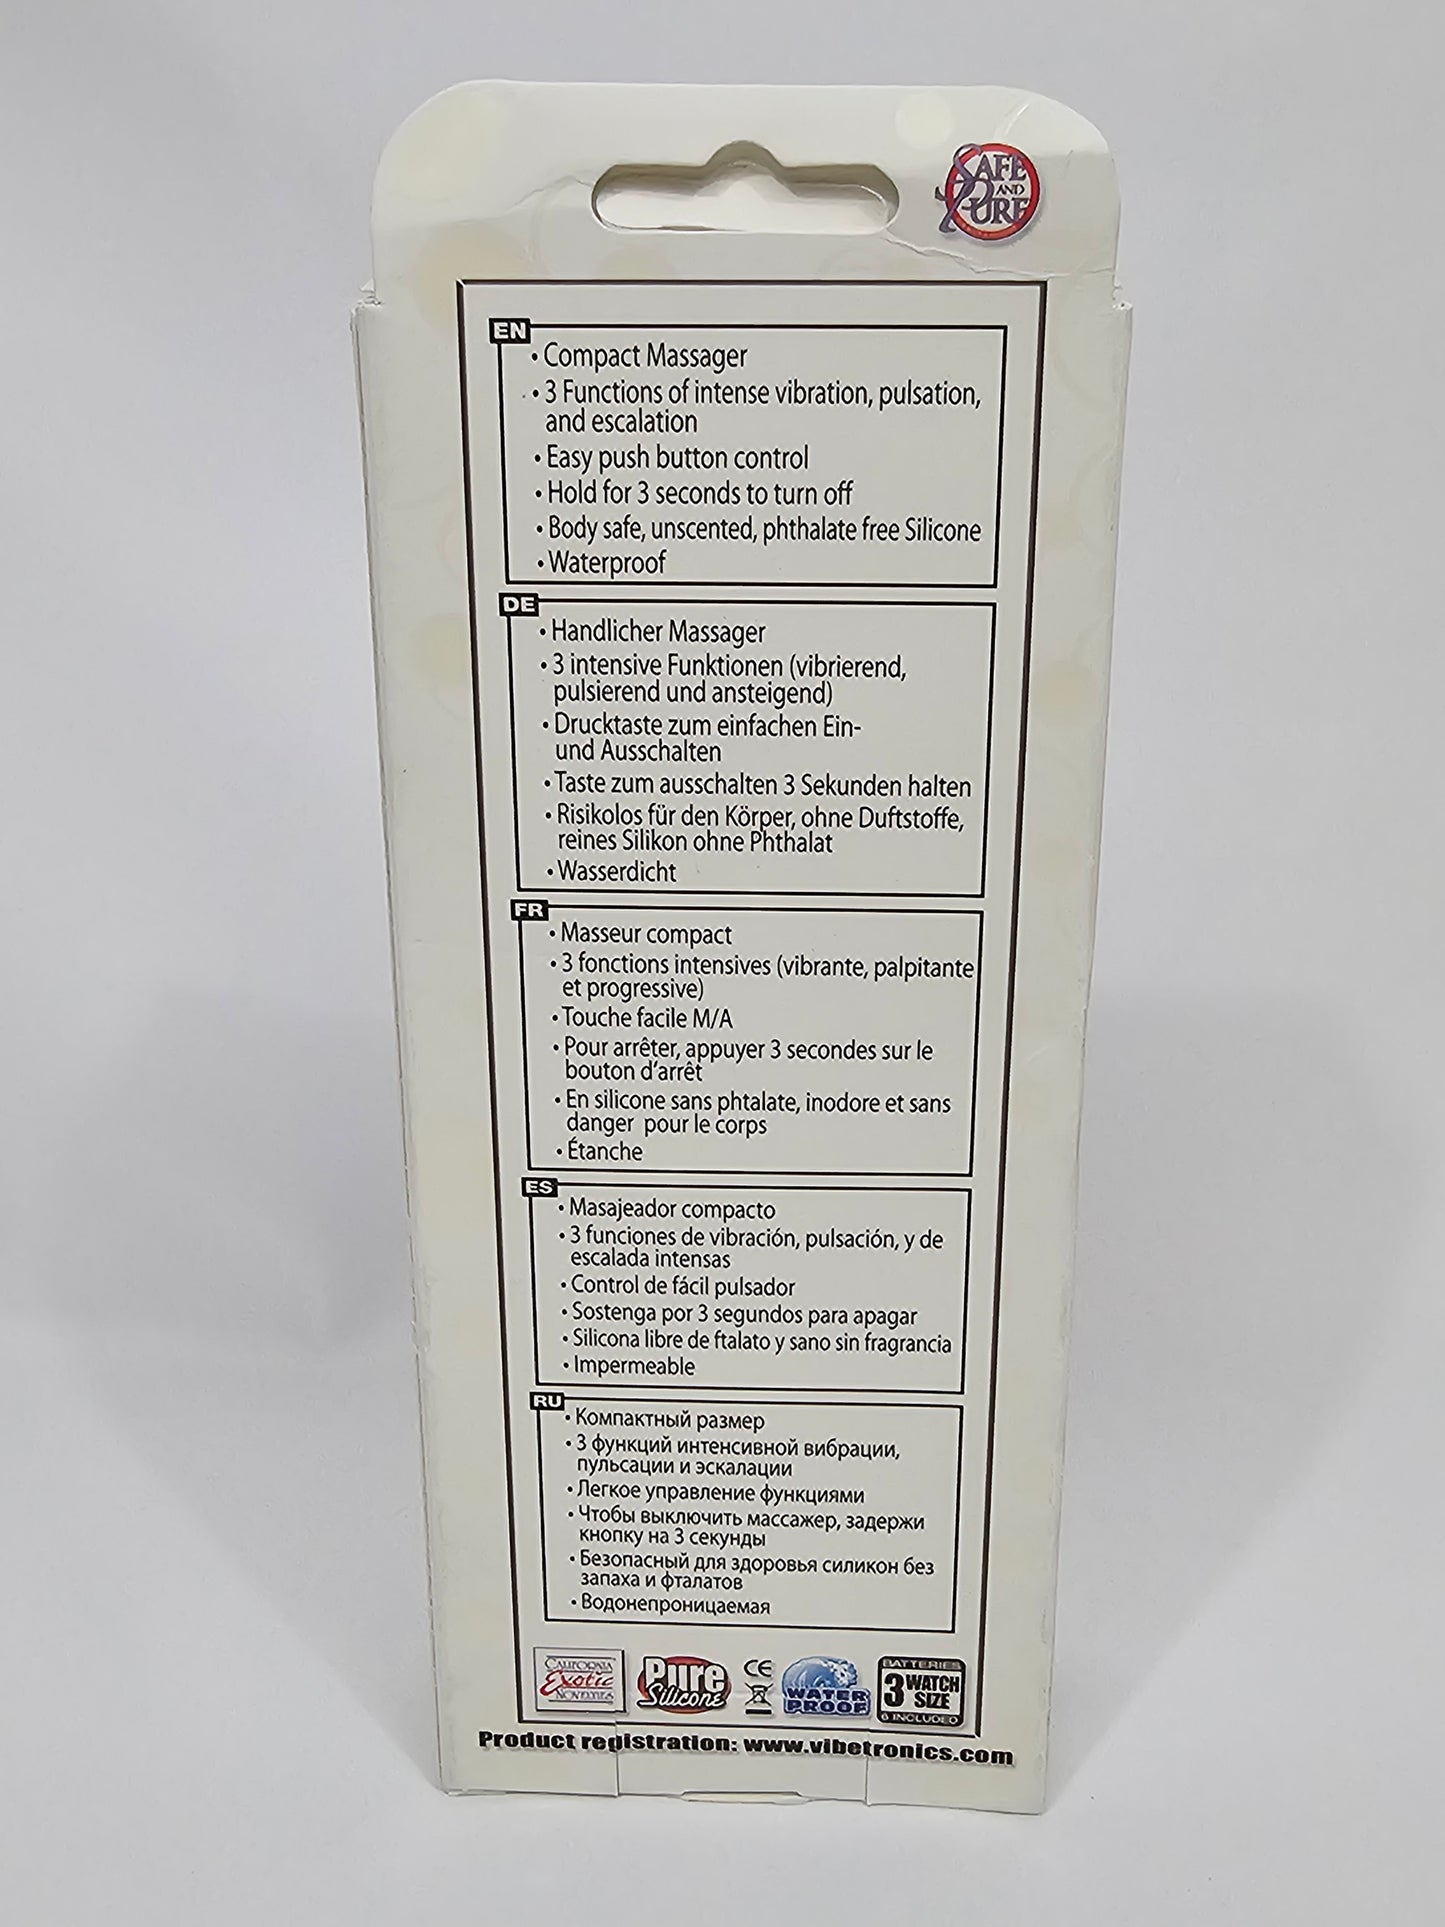 SAFE
AND
PURE
EN
• Compact Massager
• 3 Functions of intense vibration, pulsation,
and escalation
• Easy push button control
• Hold for 3 seconds to turn off
• Body safe, unscented, phthalate free Silicone
• Waterproof
DE
• Handlicher Massager
• 3 intensive Funktionen (vibrierend,
pulsierend und ansteigend)
• Drucktaste zum einfachen Ein-
und Ausschalten
• Taste zum ausschalten 3 Sekunden halten
• Risikolos für den Körper, ohne Duftstoffe,
reines Silikon ohne Phthalat
• Wasserdicht
FR
• Masseur compact
• 3 fonctions intensives (vibrante, palpitante
et progressive)
• Touche facile M/A
• Pour arrêter, appuyer 3 secondes sur le
bouton d'arrêt
• En silicone sans phtalate, inodore et sans
danger pour le corps
• Étanche
ES
• Masajeador compacto
• 3 funciones de vibración, pulsación, y de
escalada intensas
• Control de fácil pulsador
• Sostenga por 3 segundos para apagar
• Silicona libre de ftalato y sano sin fragrancia
• Impermeable
RU
• Компактный размер
• 3 функций интенсивной вибрации,
пульсации и эскалации
• Легкое управление функциями
• Чтобы выключить массажер, задержи
кнопку на 3 секунды
• Безопасный для здоровья силикон без
запаха и фталатов
• Водонепроницаемая
CALIFORNIA
Exotic
NOVELTIES
Pure
Silicone
CE
WATER
PROOF
BATTERIES
3 WATCH
SIZE
6 INCLUDED
Product registration: www.vibetronics.com